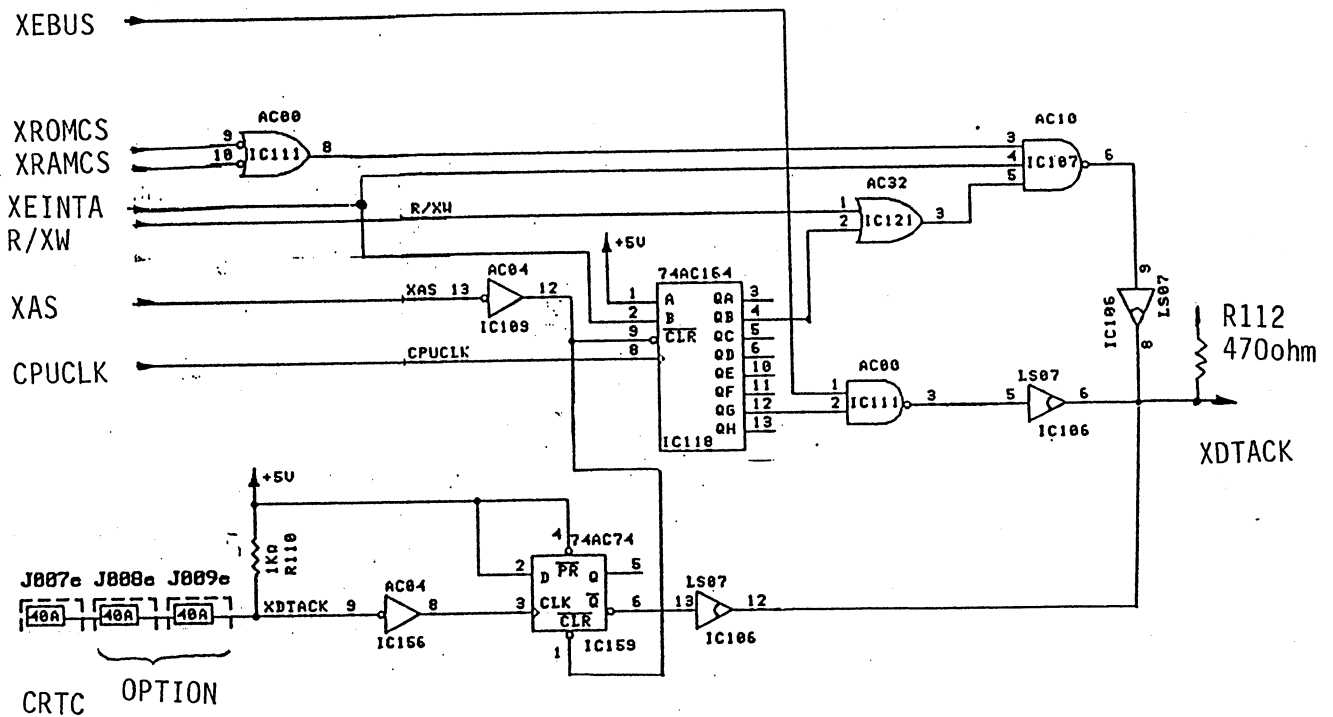 XEBUS
XROMCS
XRAMCS
XEINTA
R/XW
XAS
CPUCLK
AC00
9
10
IC111
8
R/XW
XAS
13
AC04
12
IC109
CPUCLK
+5V
74AC164
1
2
9
8
A
B
CLR
QA
QB
QC
QD
QE
QF
QG
QH
3
4
5
6
10
11
12
13
IC110
AC32
1
2
IC121
3
AC10
3
4
5
IC107
6
9
IC106
LS07
8
R112
470ohm
AC00
1
2
IC111
3
LS07
5
6
IC106
XDTACK
+5V
1KΩ
R110
J007e
J008e
J009e
40A
40A
40A
XDTACK
9
AC04
8
IC156
4
74AC74
2
D
PR
Q
5
3
CLK
Q
6
CLR
1
IC159
LS07
13
12
IC106
CRTC
OPTION